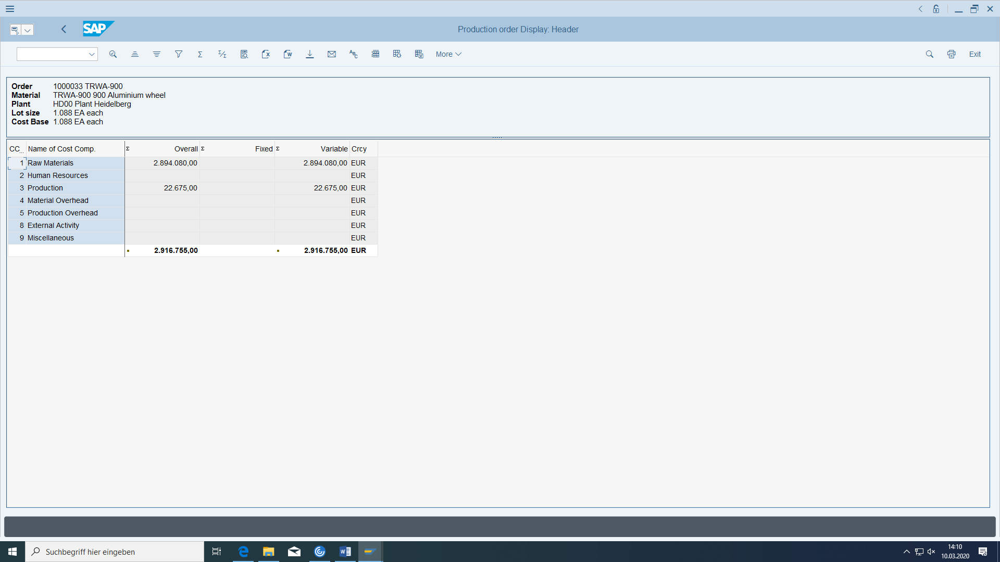 SAP
Production order Display: Header
More
Exit
Order 1000033 TRWA-900
Material TRWA-900 900 Aluminium wheel
Plant HD00 Plant Heidelberg
Lot size 1.088 EA each
Cost Base 1.088 EA each
CC... Name of Cost Comp. Σ Overall Σ Fixed Σ Variable Crcy
1 Raw Materials 2.894.080,00 2.894.080,00 EUR
2 Human Resources EUR
3 Production 22.675,00 22.675,00 EUR
4 Material Overhead EUR
5 Production Overhead EUR
8 External Activity EUR
9 Miscellaneous EUR
2.916.755,00 2.916.755,00 EUR
Suchbegriff hier eingeben
14:10
10.03.2020